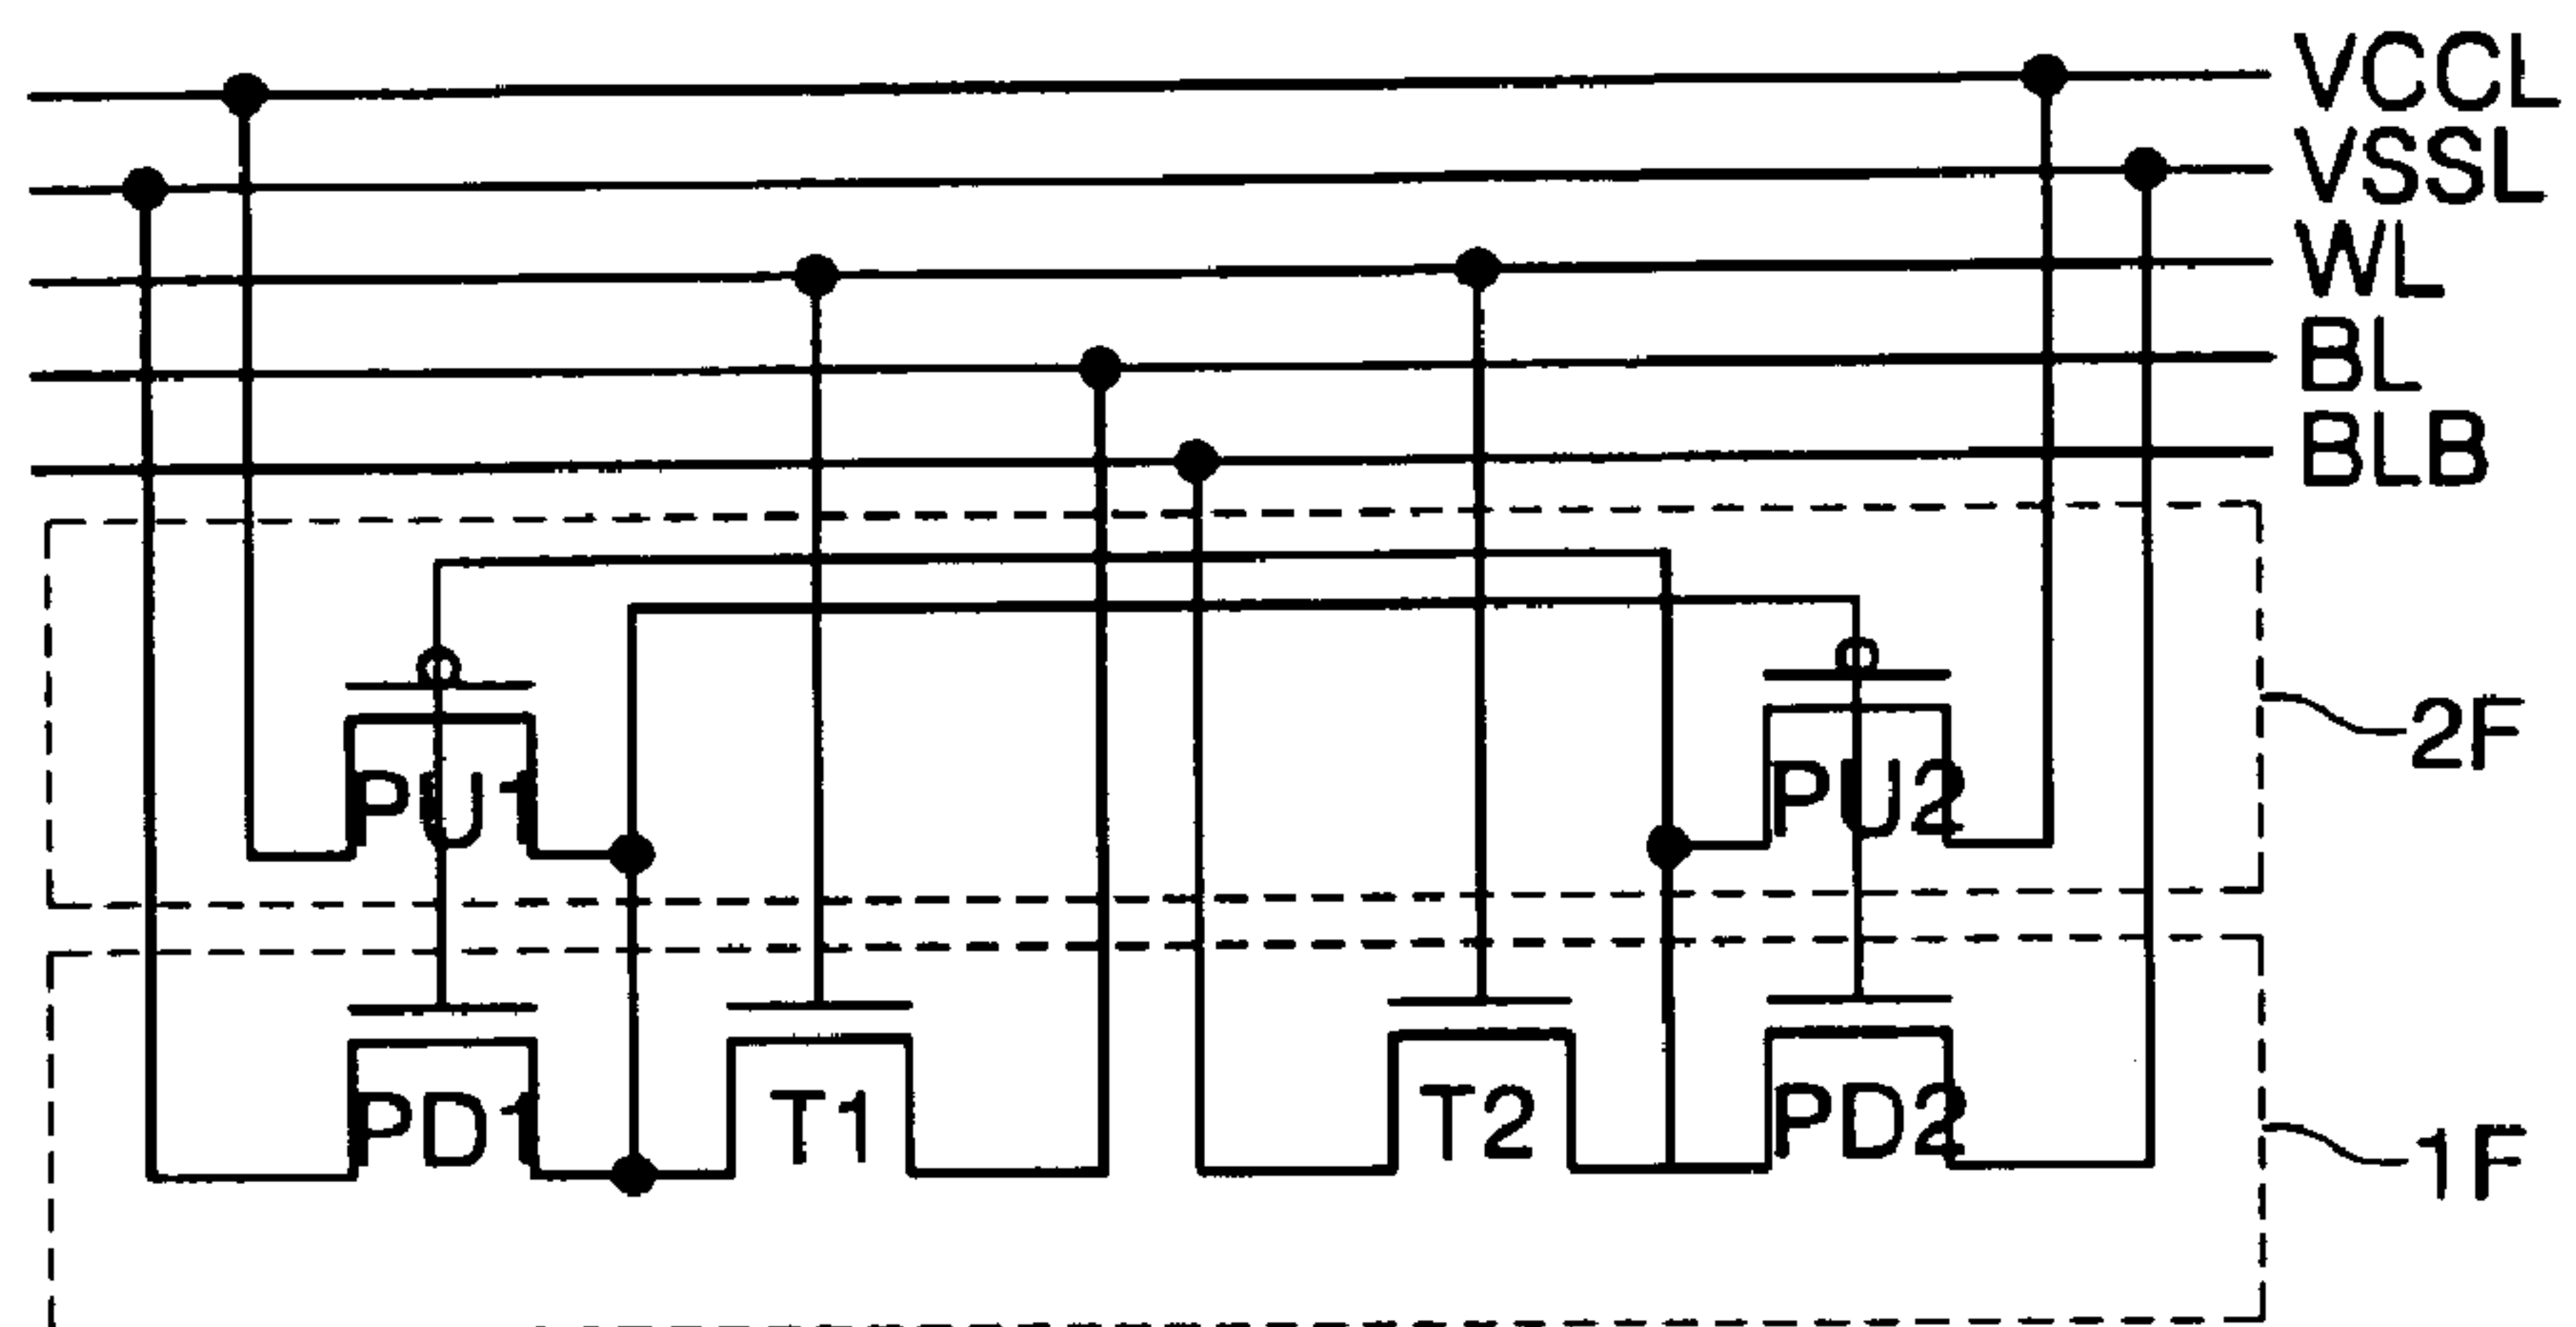 VCCL
VSSL
WL
BL
BLB
2F
PU1
PU2
1F
PD1
T1
T2
PD2